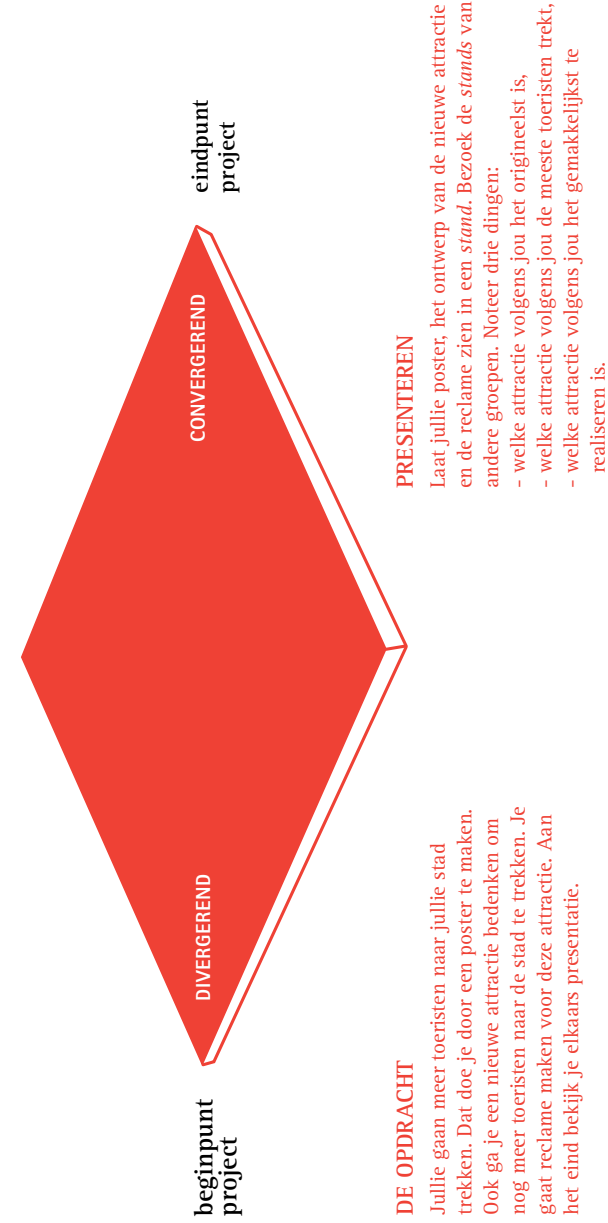 beginpunt
project
DIVERGEREND
CONVERGEREND
eindpunt
project
DE OPDRACHT
Jullie gaan meer toeristen naar jullie stad
trekken. Dat doe je door een poster te maken.
Ook ga je een nieuwe attractie bedenken om
nog meer toeristen naar de stad te trekken. Je
gaat reclame maken voor deze attractie. Aan
het eind bekijk je elkaars presentatie.
PRESENTEREN
Laat jullie poster, het ontwerp van de nieuwe attractie
en de reclame zien in een stand. Bezoek de stands van
andere groepen. Noteer drie dingen:
- welke attractie volgens jou het origineelst is,
- welke attractie volgens jou de meeste toeristen trekt,
- welke attractie volgens jou het gemakkelijkst te
realiseren is.